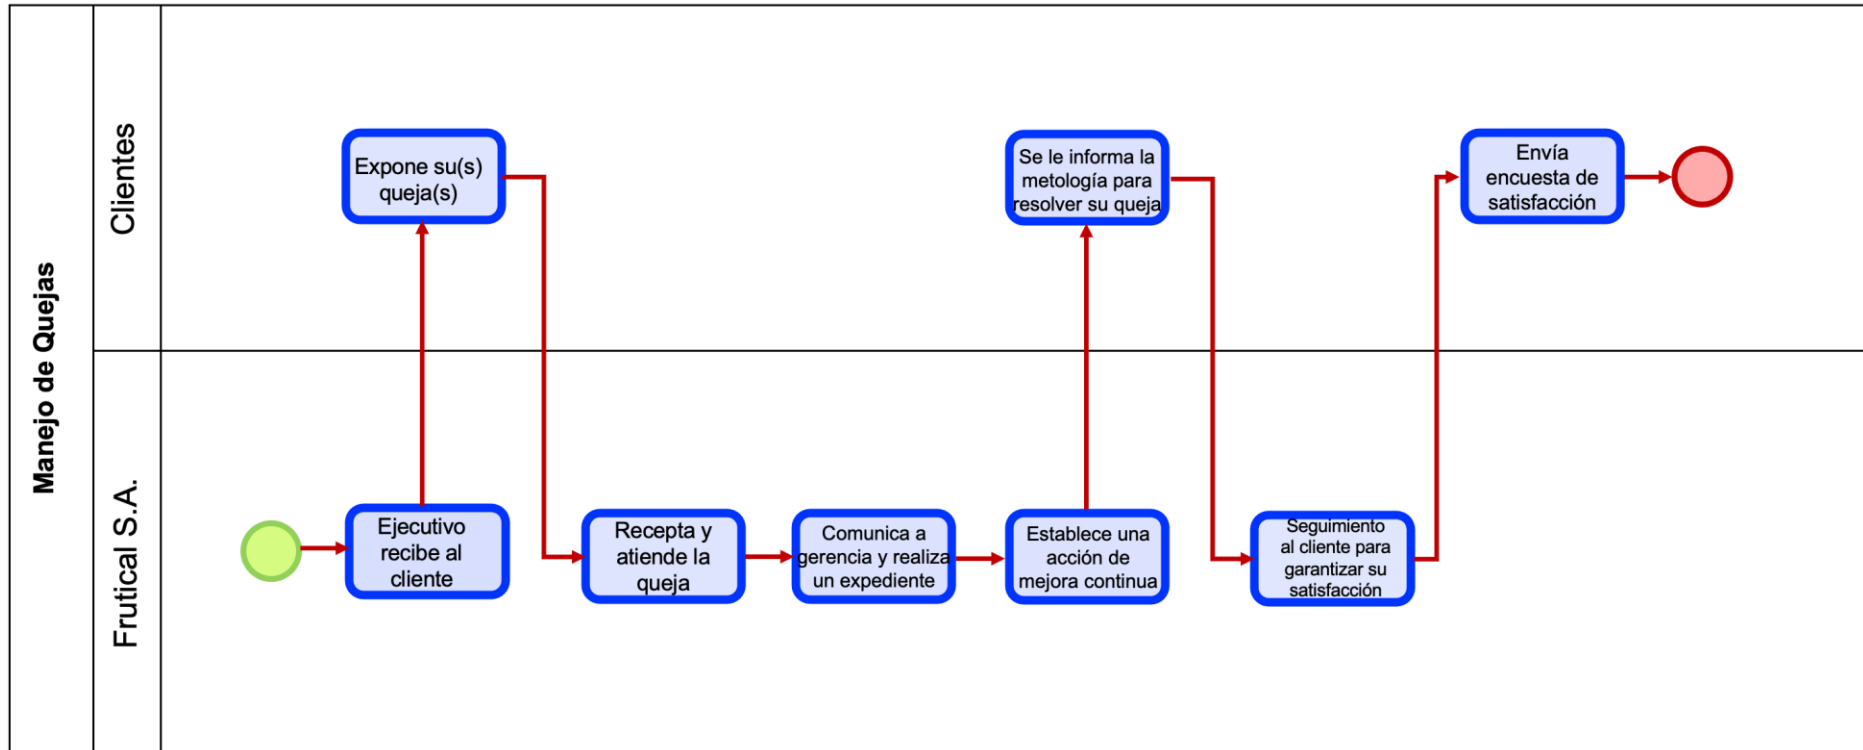 Manejo de Quejas
Clientes
Expone su(s)
queja(s)
Se le informa la
metología para
resolver su queja
Envía
encuesta de
satisfacción
Frutical S.A.
Ejecutivo
recibe al
cliente
Recepta y
atiende la
queja
Comunica a
gerencia y realiza
un expediente
Establece una
acción de
mejora continua
Seguimiento
al cliente para
garantizar su
satisfacción